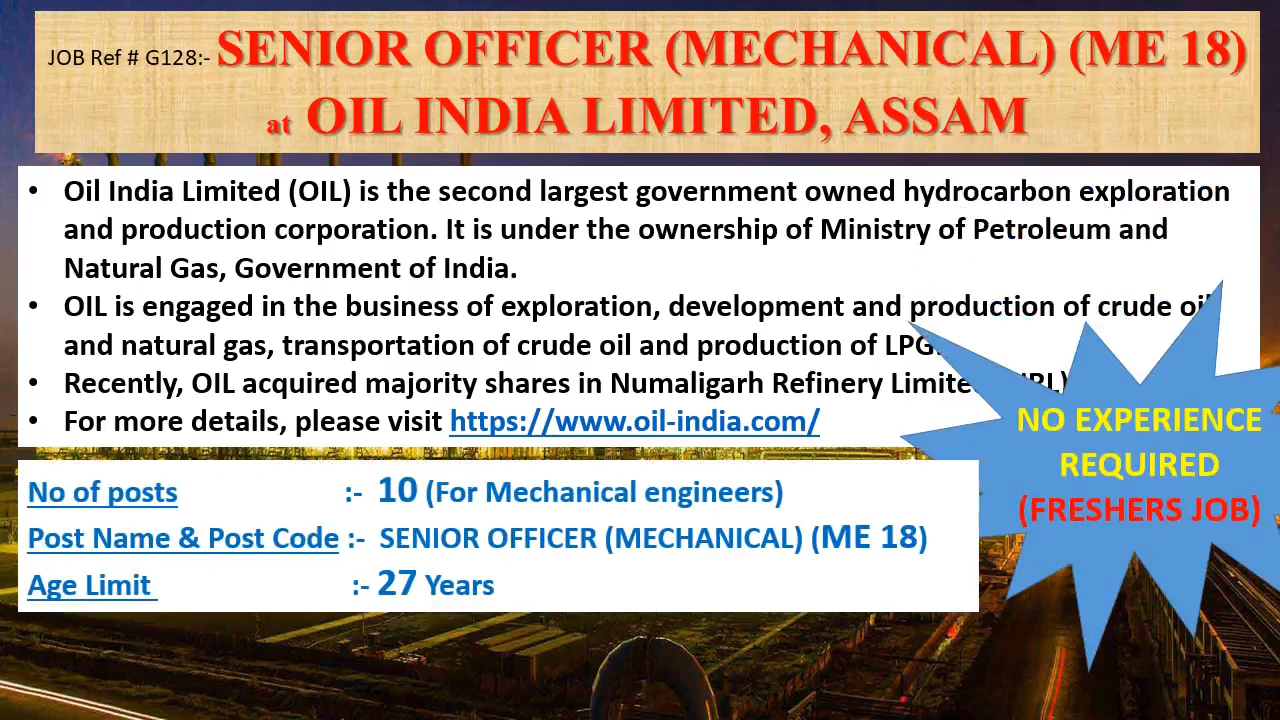 JOB Ref # G128:- SENIOR OFFICER (MECHANICAL) (ME 18)
at OIL INDIA LIMITED, ASSAM
• Oil India Limited (OIL) is the second largest government owned hydrocarbon exploration
and production corporation. It is under the ownership of Ministry of Petroleum and
Natural Gas, Government of India.
• OIL is engaged in the business of exploration, development and production of crude oil
and natural gas, transportation of crude oil and production of LPG.
• Recently, OIL acquired majority shares in Numaligarh Refinery
• For more details, please visit https://www.oil-india.com/
NO EXPERIENCE
REQUIRED
(FRESHERS JOB)
No of posts :- 10 (For Mechanical engineers)
Post Name & Post Code :- SENIOR OFFICER (MECHANICAL) (ME 18)
Age Limit :- 27 Years